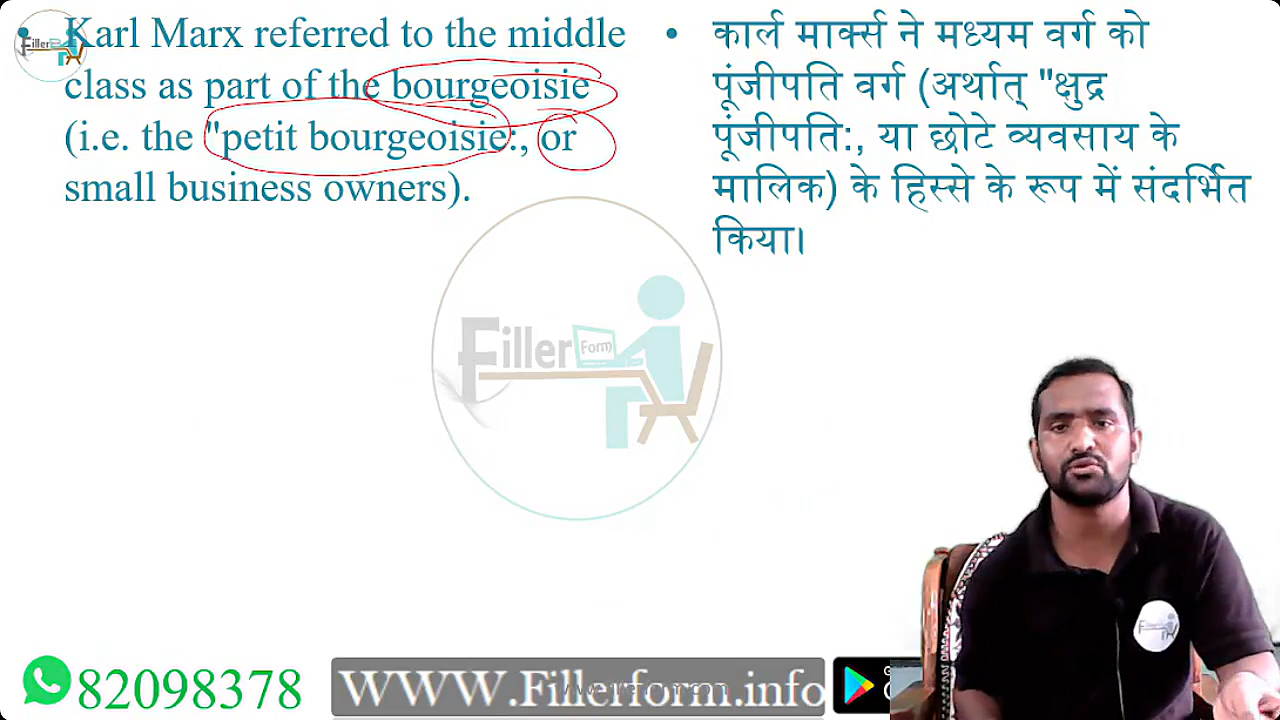 • Karl Marx referred to the middle
class as part of the bourgeoisie
(i.e. the "petit bourgeoisie:, or
small business owners).
• कार्ल मार्क्स ने मध्यम वर्ग को
पूंजीपति वर्ग (अर्थात् "क्षुद्र
पूंजीपति:, या छोटे व्यवसाय के
मालिक) के हिस्से के रूप में संदर्भित
किया।
Filler Form
82098378
WWW.Fillerform.info